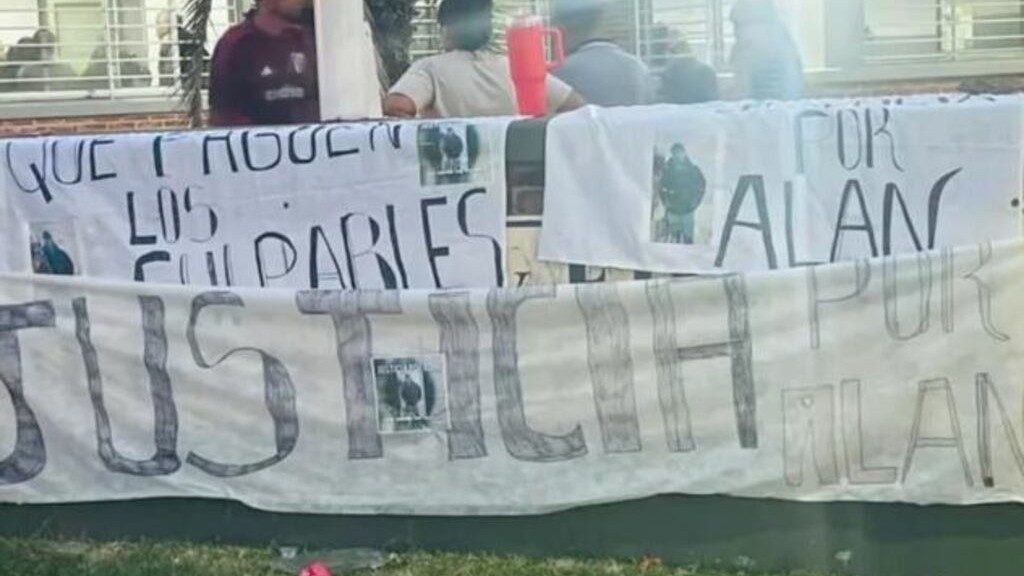 QUE PAGUEN
LOS
CULPABLES
POR
ALAN
JUSTICIA POR
ALAN